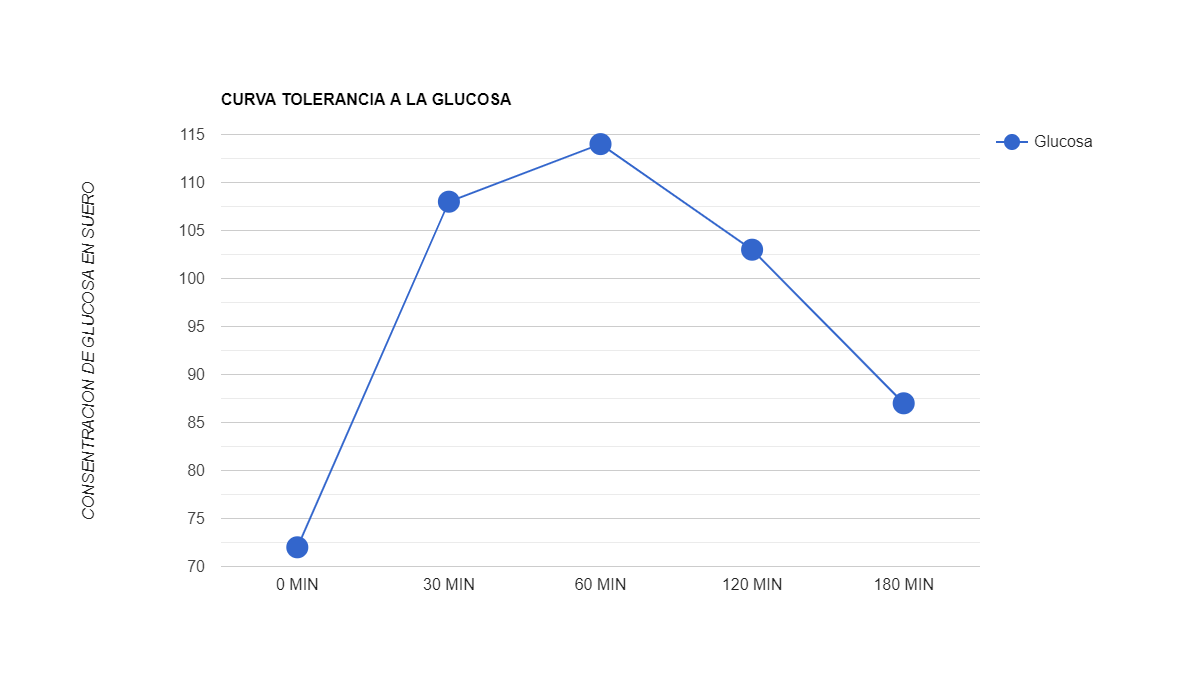 CURVA TOLERANCIA A LA GLUCOSA
CONSENTRACION DE GLUCOSA EN SUERO
115
110
105
100
95
90
85
80
75
70
0 MIN
30 MIN
60 MIN
120 MIN
180 MIN
Glucosa